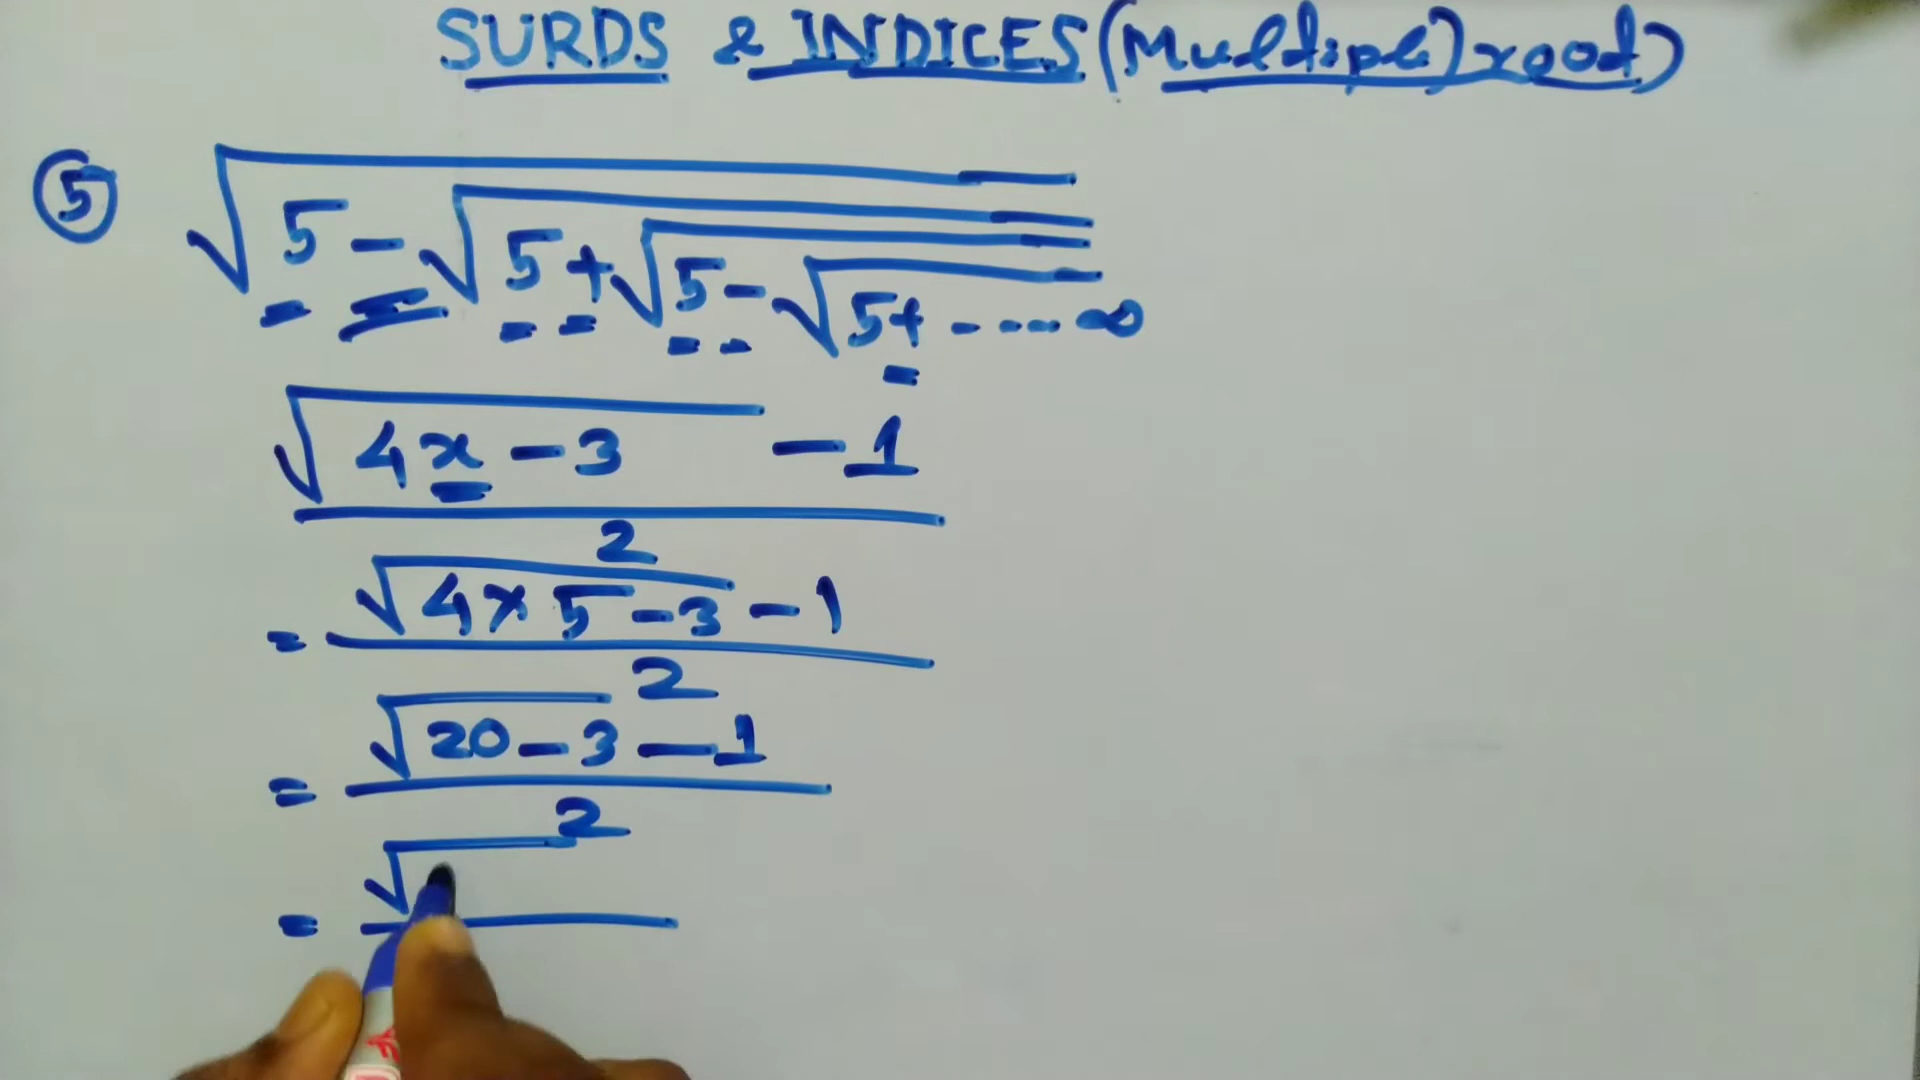 SURDS & INDICES (Multiple root)
⑤ √(5 - √(5 + √(5 - √(5 + - ---- ∞
√(4x - 3) - 1
2
= √(4 × 5 - 3) - 1
2
= √(20 - 3) - 1
2
= √